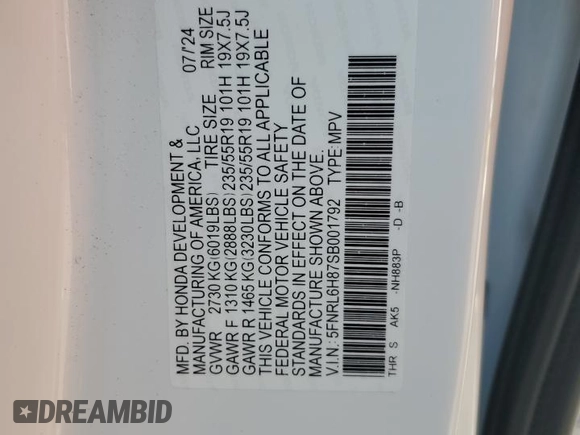 MFD. BY HONDA DEVELOPMENT & 07/'24
MANUFACTURING OF AMERICA, LLC
GVWR 2730 KG(6019LBS) TIRE SIZE RIM SIZE
GAWR F 1310 KG(2888LBS) 235/55R19 101H 19X7.5J
GAWR R 1465 KG(3230LBS) 235/55R19 101H 19X7.5J
THIS VEHICLE CONFORMS TO ALL APPLICABLE
FEDERAL MOTOR VEHICLE SAFETY
STANDARDS IN EFFECT ON THE DATE OF
MANUFACTURE SHOWN ABOVE.
V.I.N: 5FNRL6H87SB001792 TYPE: MPV
THR S AK5 -NH883P -D -B
DREAMBID